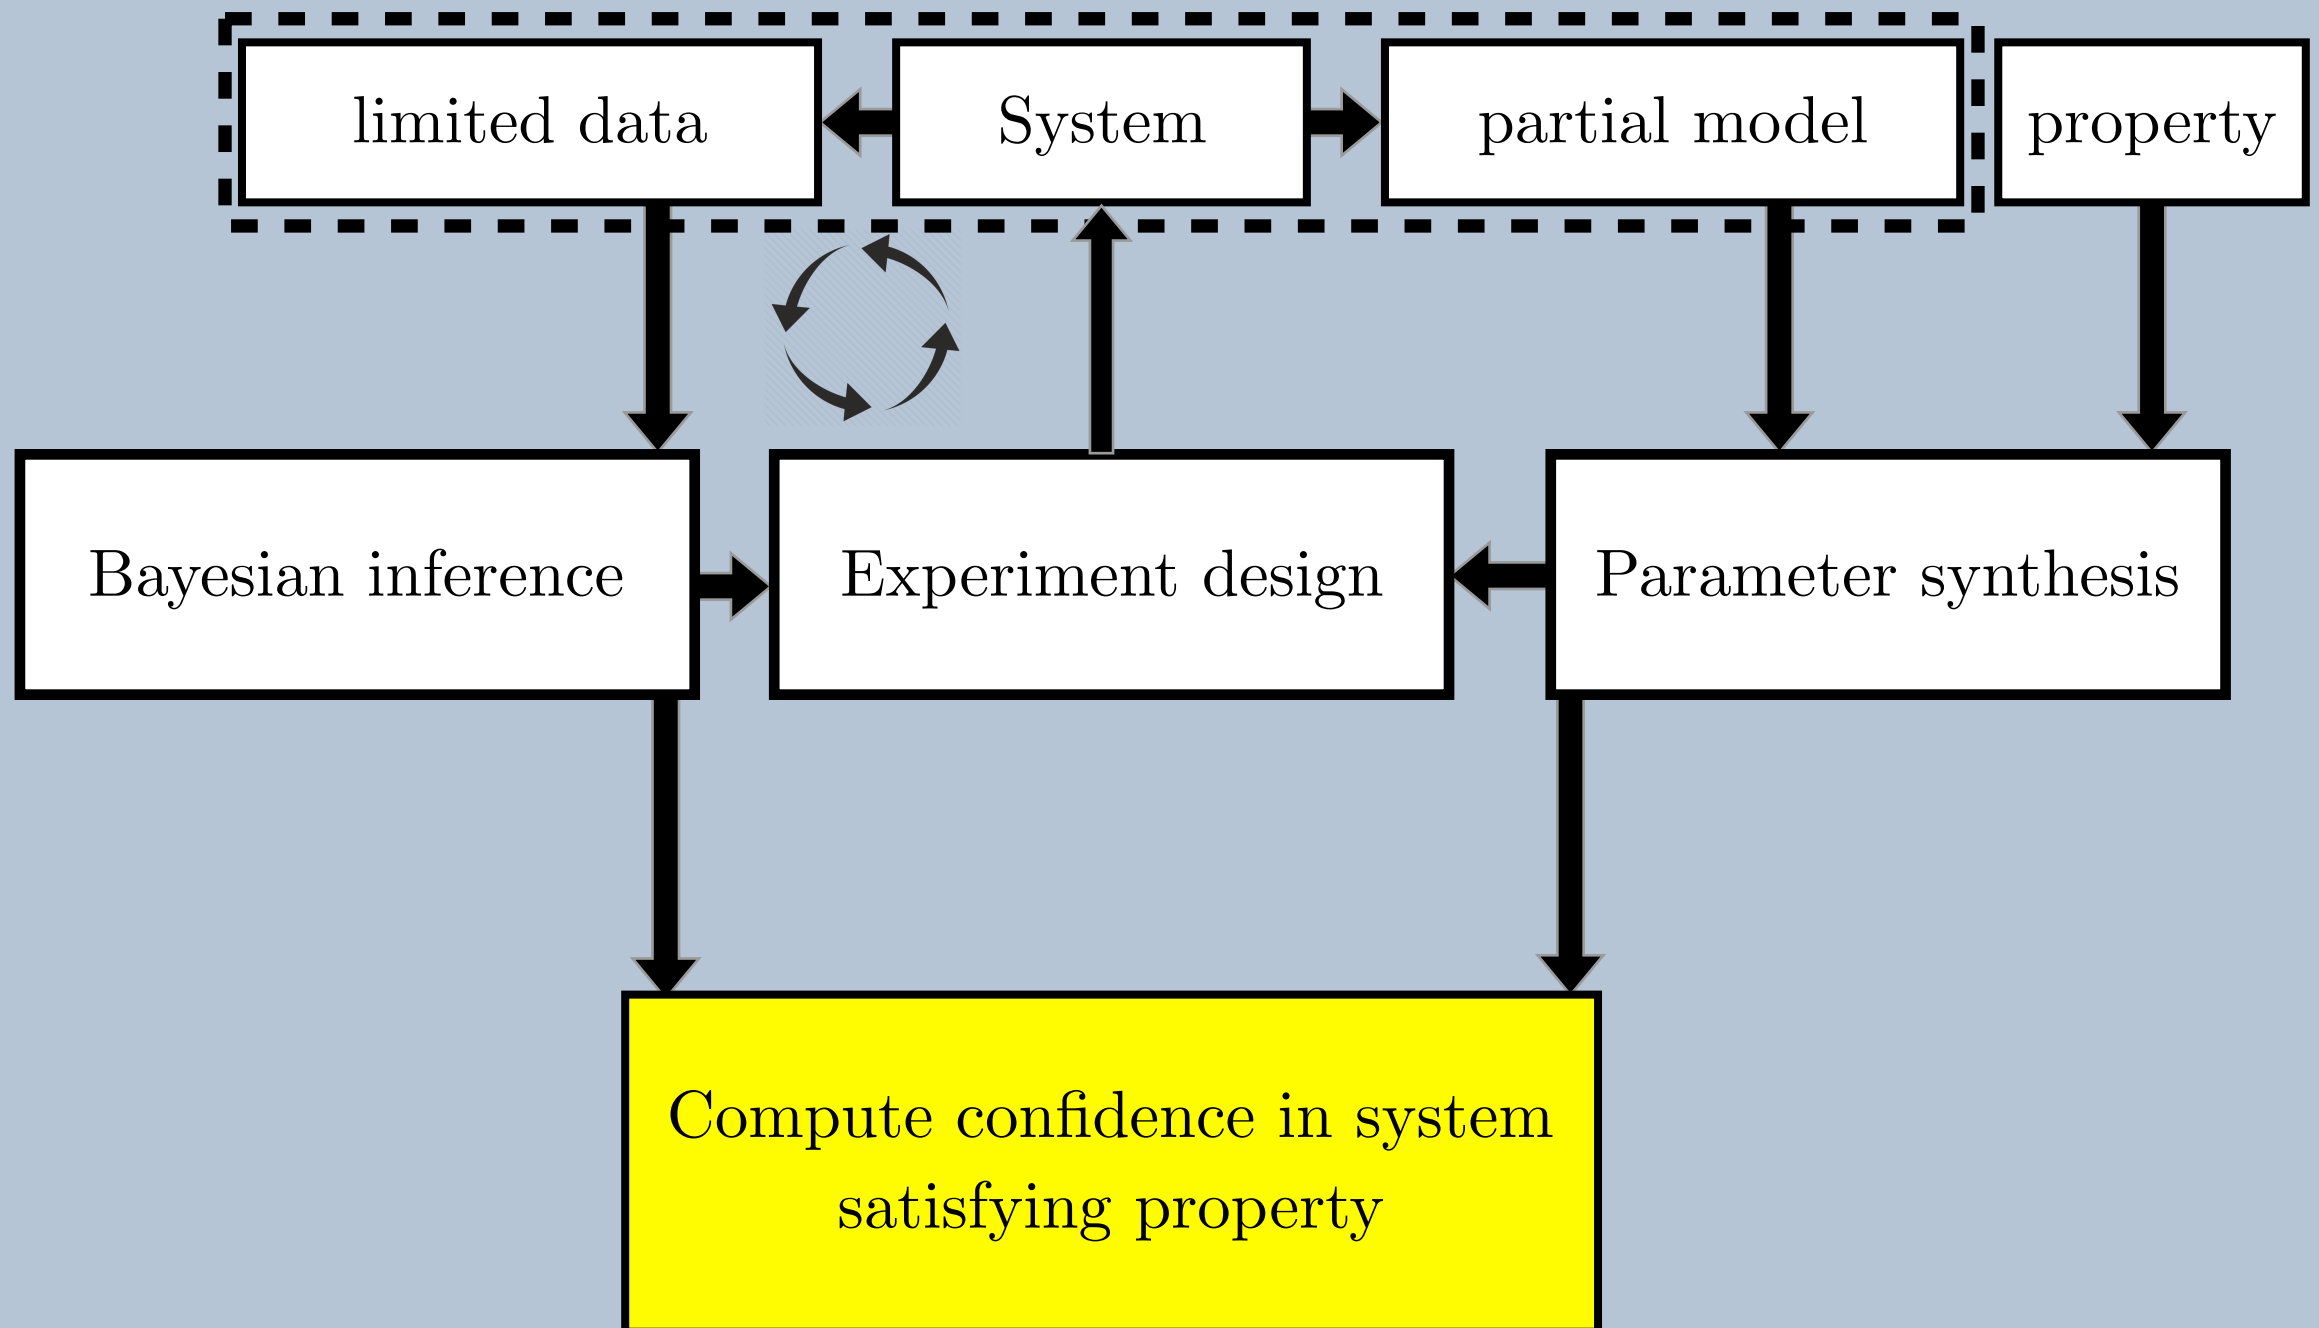 limited data
System
partial model
property
Bayesian inference
Experiment design
Parameter synthesis
Compute confidence in system
satisfying property